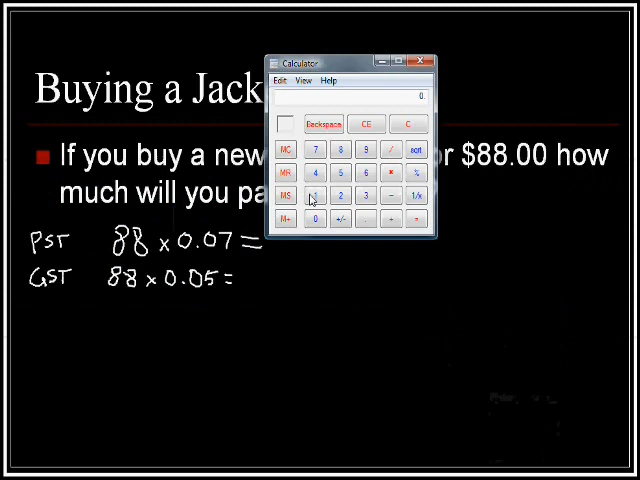 Buying a Jack
If you buy a new or $88.00 how
much will you pa
PST 88 × 0.07 =
GST 88 × 0.05 =
Calculator
Edit View Help
0.
Backspace CE C
MC 7 8 9 / sqrt
MR 4 5 6 * %
MS 1 2 3 - 1/x
M+ 0 +/- . + =